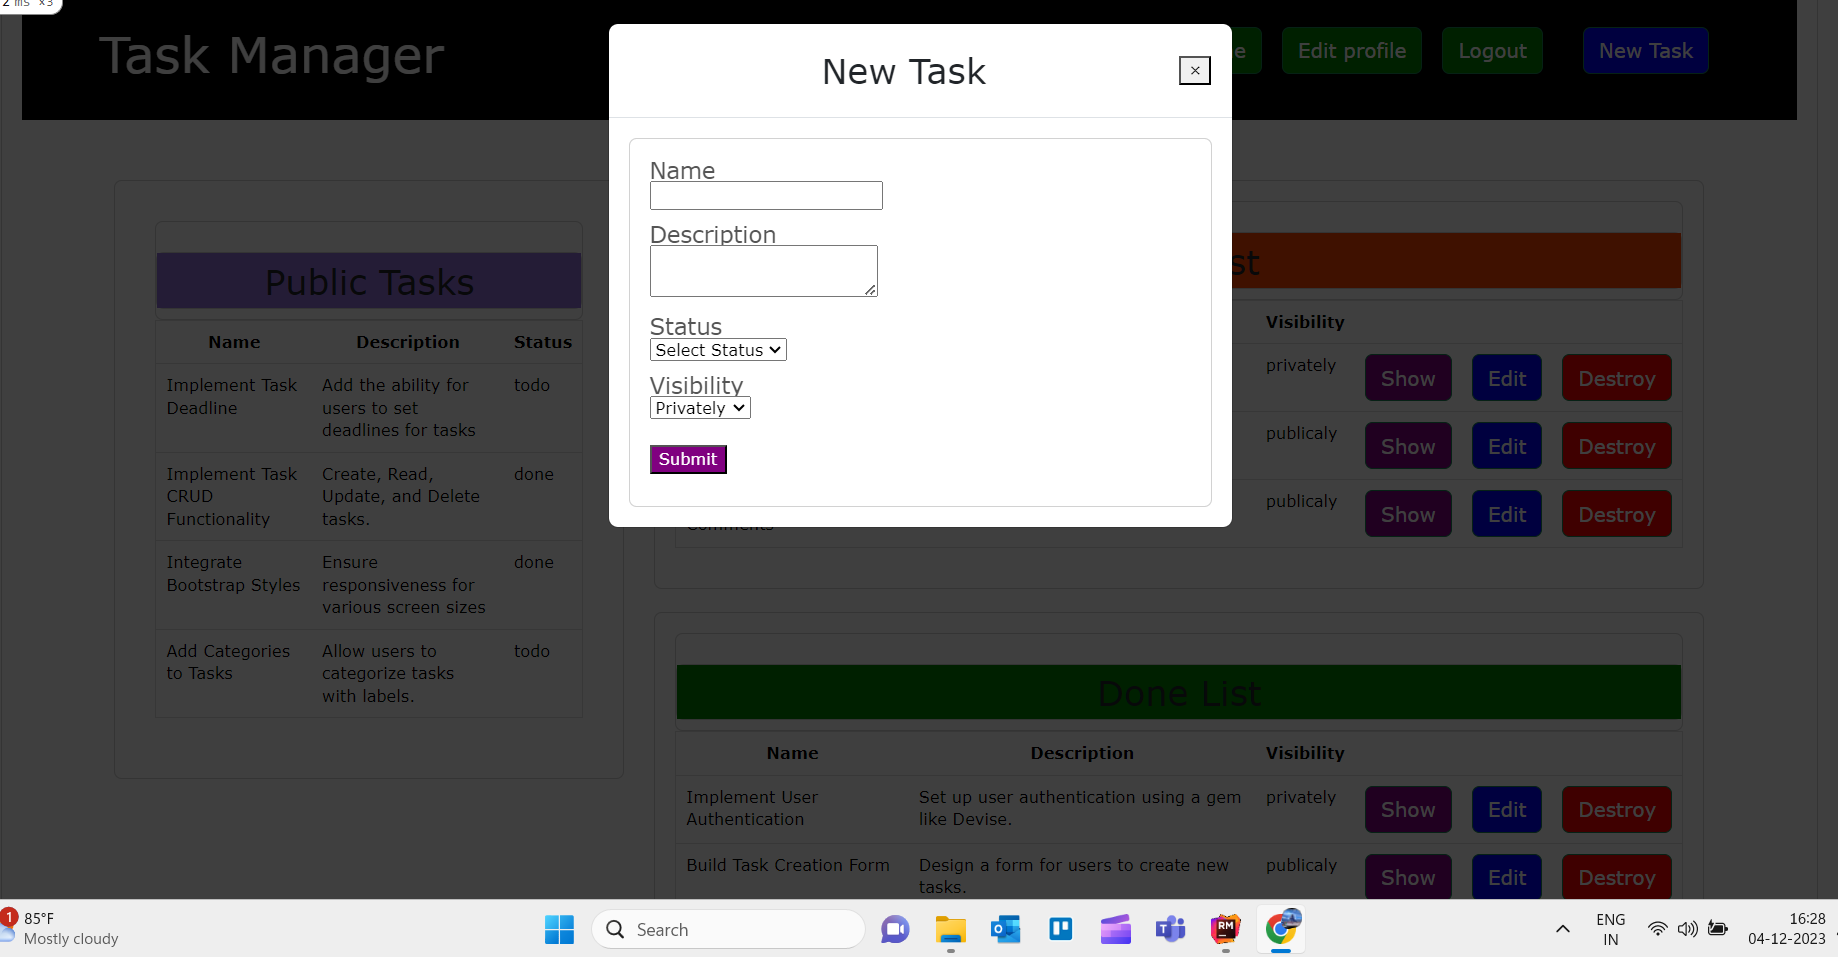 2 ms ×3
Task Manager
e
Edit profile
Logout
New Task
New Task
×
Name
Description
Status
Select Status
Visibility
Privately
Submit
Public Tasks
Name Description Status
Implement Task Add the ability for todo
Deadline users to set
deadlines for tasks
Implement Task Create, Read, done
CRUD Update, and Delete
Functionality tasks.
Integrate Ensure done
Bootstrap Styles responsiveness for
various screen sizes
Add Categories Allow users to todo
to Tasks categorize tasks
with labels.
st
Visibility
privately Show Edit Destroy
publicaly Show Edit Destroy
publicaly Show Edit Destroy
Comments
Done List
Name Description Visibility
Implement User Set up user authentication using a gem privately Show Edit Destroy
Authentication like Devise.
Build Task Creation Form Design a form for users to create new publicaly Show Edit Destroy
tasks.
1
85°F
Mostly cloudy
Search
RM
ENG
IN
16:28
04-12-2023